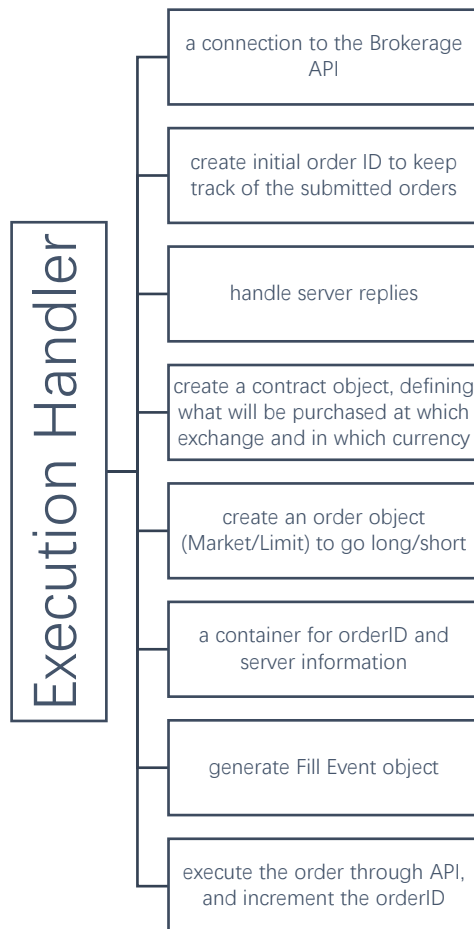 Execution Handler
a connection to the Brokerage
API
create initial order ID to keep
track of the submitted orders
handle server replies
create a contract object, defining
what will be purchased at which
exchange and in which currency
create an order object
(Market/Limit) to go long/short
a container for orderID and
server information
generate Fill Event object
execute the order through API,
and increment the orderID